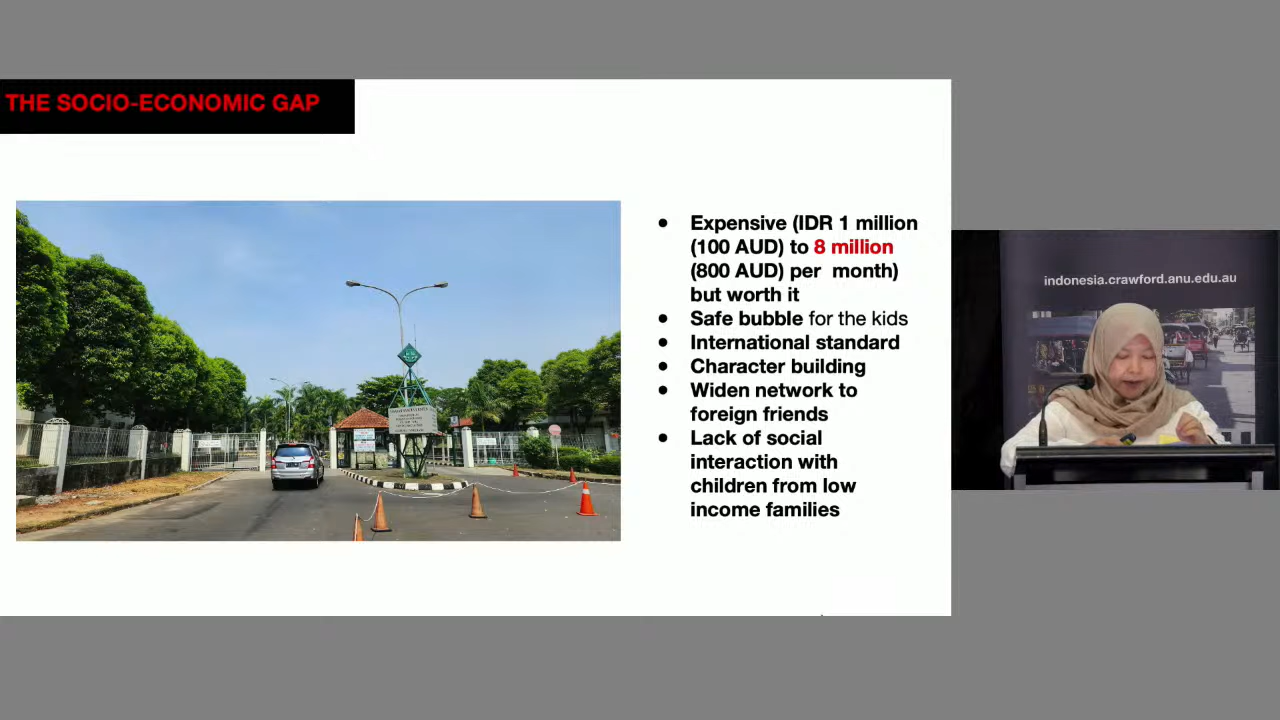 THE SOCIO-ECONOMIC GAP
● Expensive (IDR 1 million
(100 AUD) to 8 million
(800 AUD) per month)
but worth it
● Safe bubble for the kids
● International standard
● Character building
● Widen network to
foreign friends
● Lack of social
interaction with
children from low
income families
indonesia.crawford.anu.edu.au